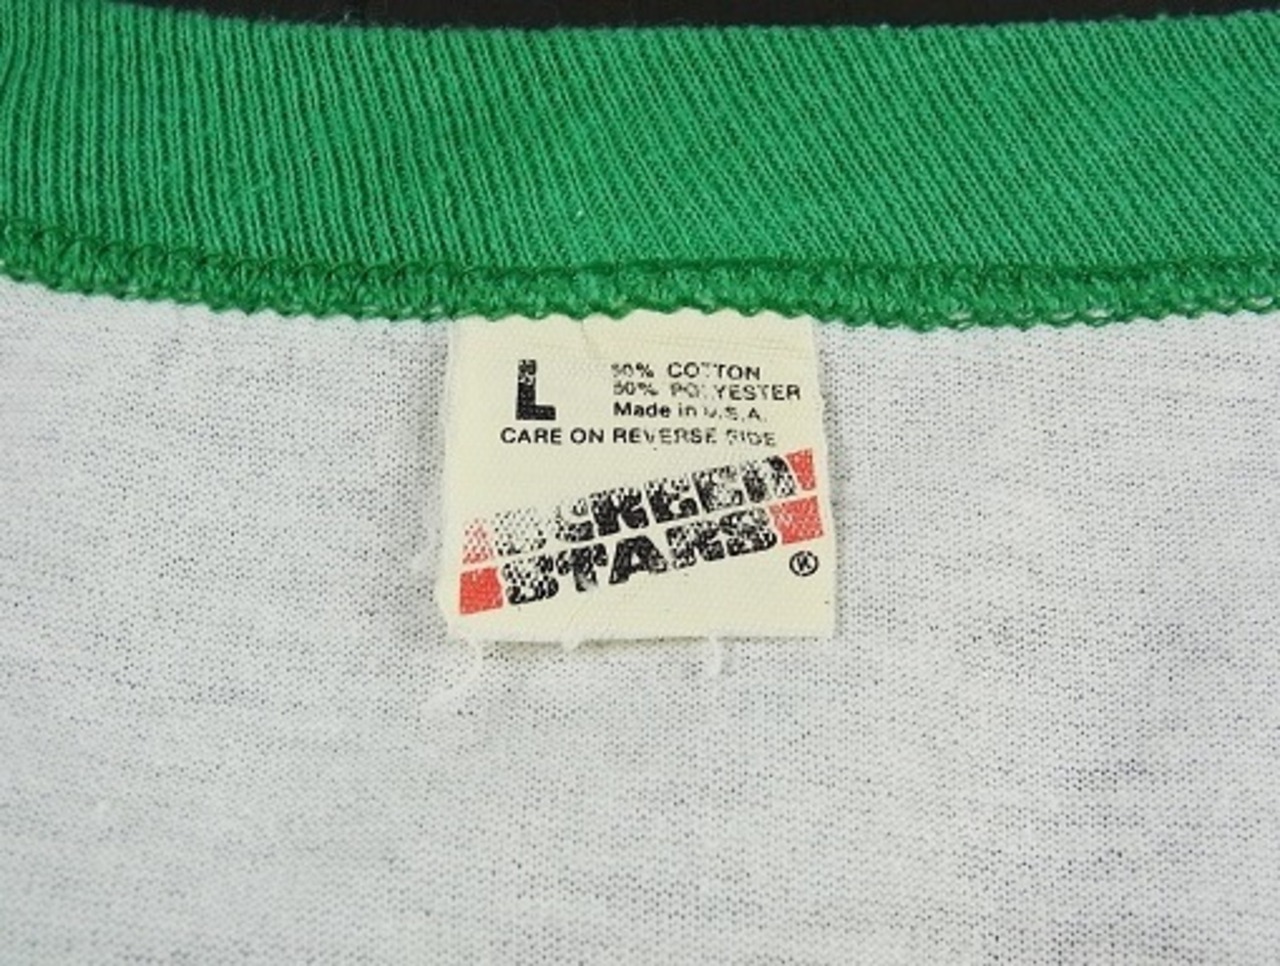 L
50% COTTON
50% POLYESTER
Made in U.S.A.
CARE ON REVERSE SIDE
SCREEN
STARS
®